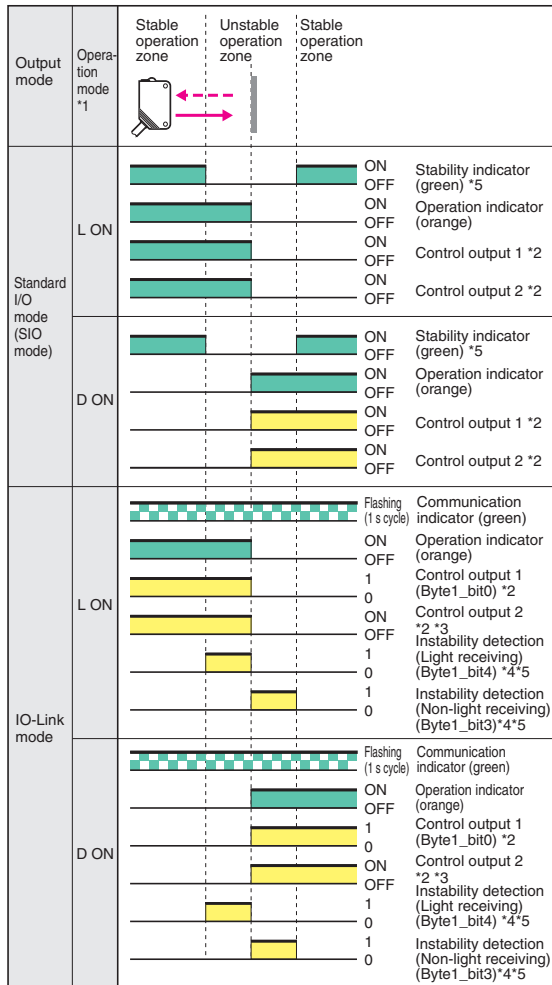 Output
mode
Opera-
tion
mode
*1
Stable
operation
zone
Unstable
operation
zone
Stable
operation
zone
Standard
I/O
mode
(SIO
mode)
L ON
ON
OFF
Stability indicator
(green) *5
ON
OFF
Operation indicator
(orange)
ON
OFF
Control output 1 *2
ON
OFF
Control output 2 *2
D ON
ON
OFF
Stability indicator
(green) *5
ON
OFF
Operation indicator
(orange)
ON
OFF
Control output 1 *2
ON
OFF
Control output 2 *2
IO-Link
mode
L ON
Flashing
(1 s cycle)
Communication
indicator (green)
ON
OFF
Operation indicator
(orange)
1
0
Control output 1
(Byte1_bit0) *2
ON
OFF
Control output 2
*2 *3
1
0
Instability detection
(Light receiving)
(Byte1_bit4) *4*5
1
0
Instability detection
(Non-light receiving)
(Byte1_bit3)*4*5
D ON
Flashing
(1 s cycle)
Communication
indicator (green)
ON
OFF
Operation indicator
(orange)
1
0
Control output 1
(Byte1_bit0) *2
ON
OFF
Control output 2
*2 *3
1
0
Instability detection
(Light receiving)
(Byte1_bit4) *4*5
1
0
Instability detection
(Non-light receiving)
(Byte1_bit3)*4*5